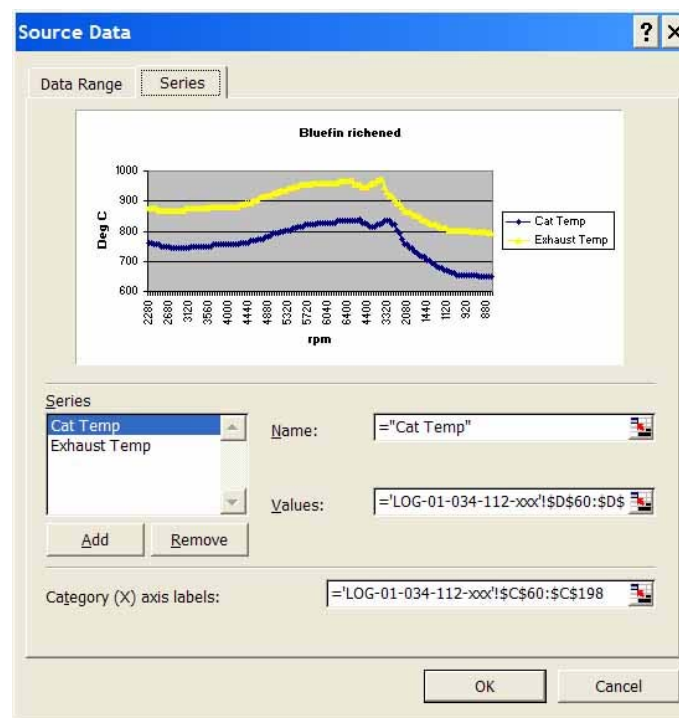 Source Data
Data Range Series
Bluefin richened
1000
900
800
700
600
Deg C
Cat Temp
Exhaust Temp
2280 2680 3120 3560 4000 4440 4880 5320 5720 6040 6400 4400 3320 2080 1440 1120 920 880
rpm
Series
Cat Temp
Exhaust Temp
Name: ="Cat Temp"
Values: ='LOG-01-034-112-xxx'!$D$60:$D$
Add Remove
Category (X) axis labels: ='LOG-01-034-112-xxx'!$C$60:$C$198
OK Cancel